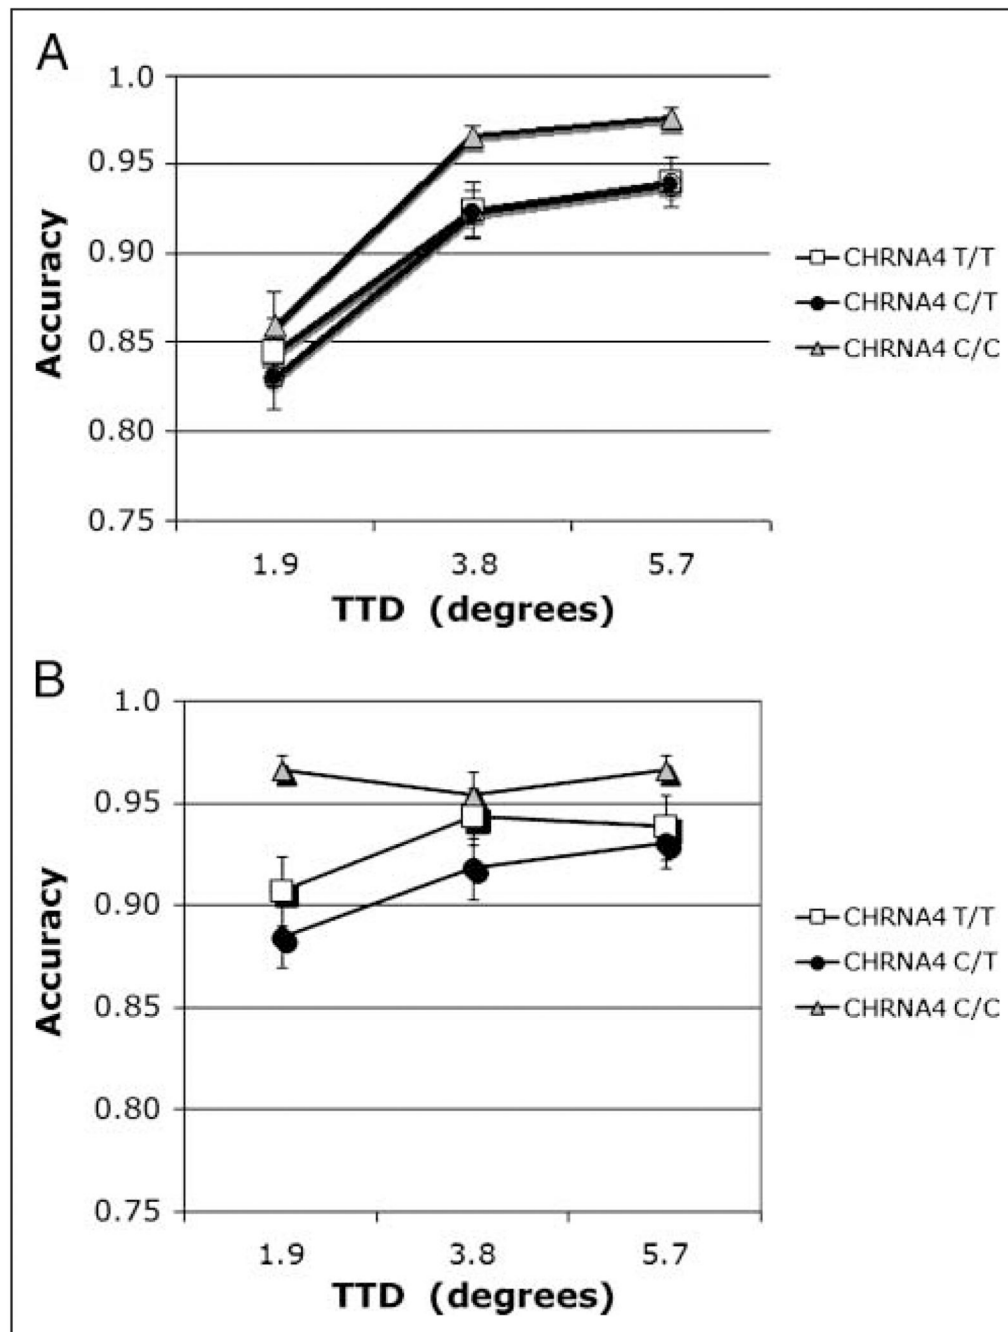 A
1.0
0.95
0.90
0.85
0.80
0.75
Accuracy
1.9 3.8 5.7
TTD (degrees)
CHRNA4 T/T
CHRNA4 C/T
CHRNA4 C/C
B
1.0
0.95
0.90
0.85
0.80
0.75
Accuracy
1.9 3.8 5.7
TTD (degrees)
CHRNA4 T/T
CHRNA4 C/T
CHRNA4 C/C